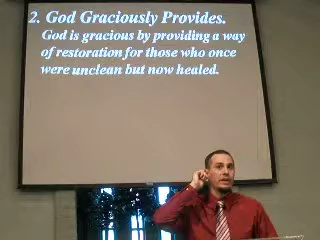 2. God Graciously Provides.
God is gracious by providing a way
of restoration for those who once
were unclean but now healed.